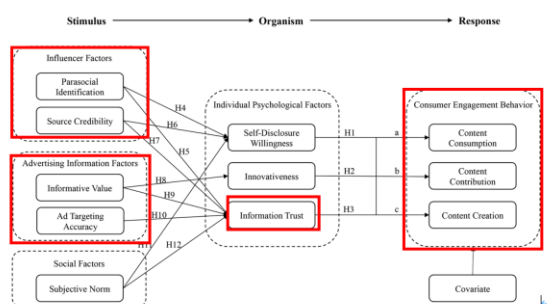 Stimulus
Organism
Response
Influencer Factors
Parasocial
Identification
Source Credibility
Advertising Information Factors
Informative Value
Ad Targeting
Accuracy
Social Factors
Subjective Norm
H4
H6
H7
H5
H8
H9
H10
H11
H12
Individual Psychological Factors
Self-Disclosure
Willingness
Innovativeness
Information Trust
H1
H2
H3
a
b
c
Consumer Engagement Behavior
Content
Consumption
Content
Contribution
Content Creation
Covariate